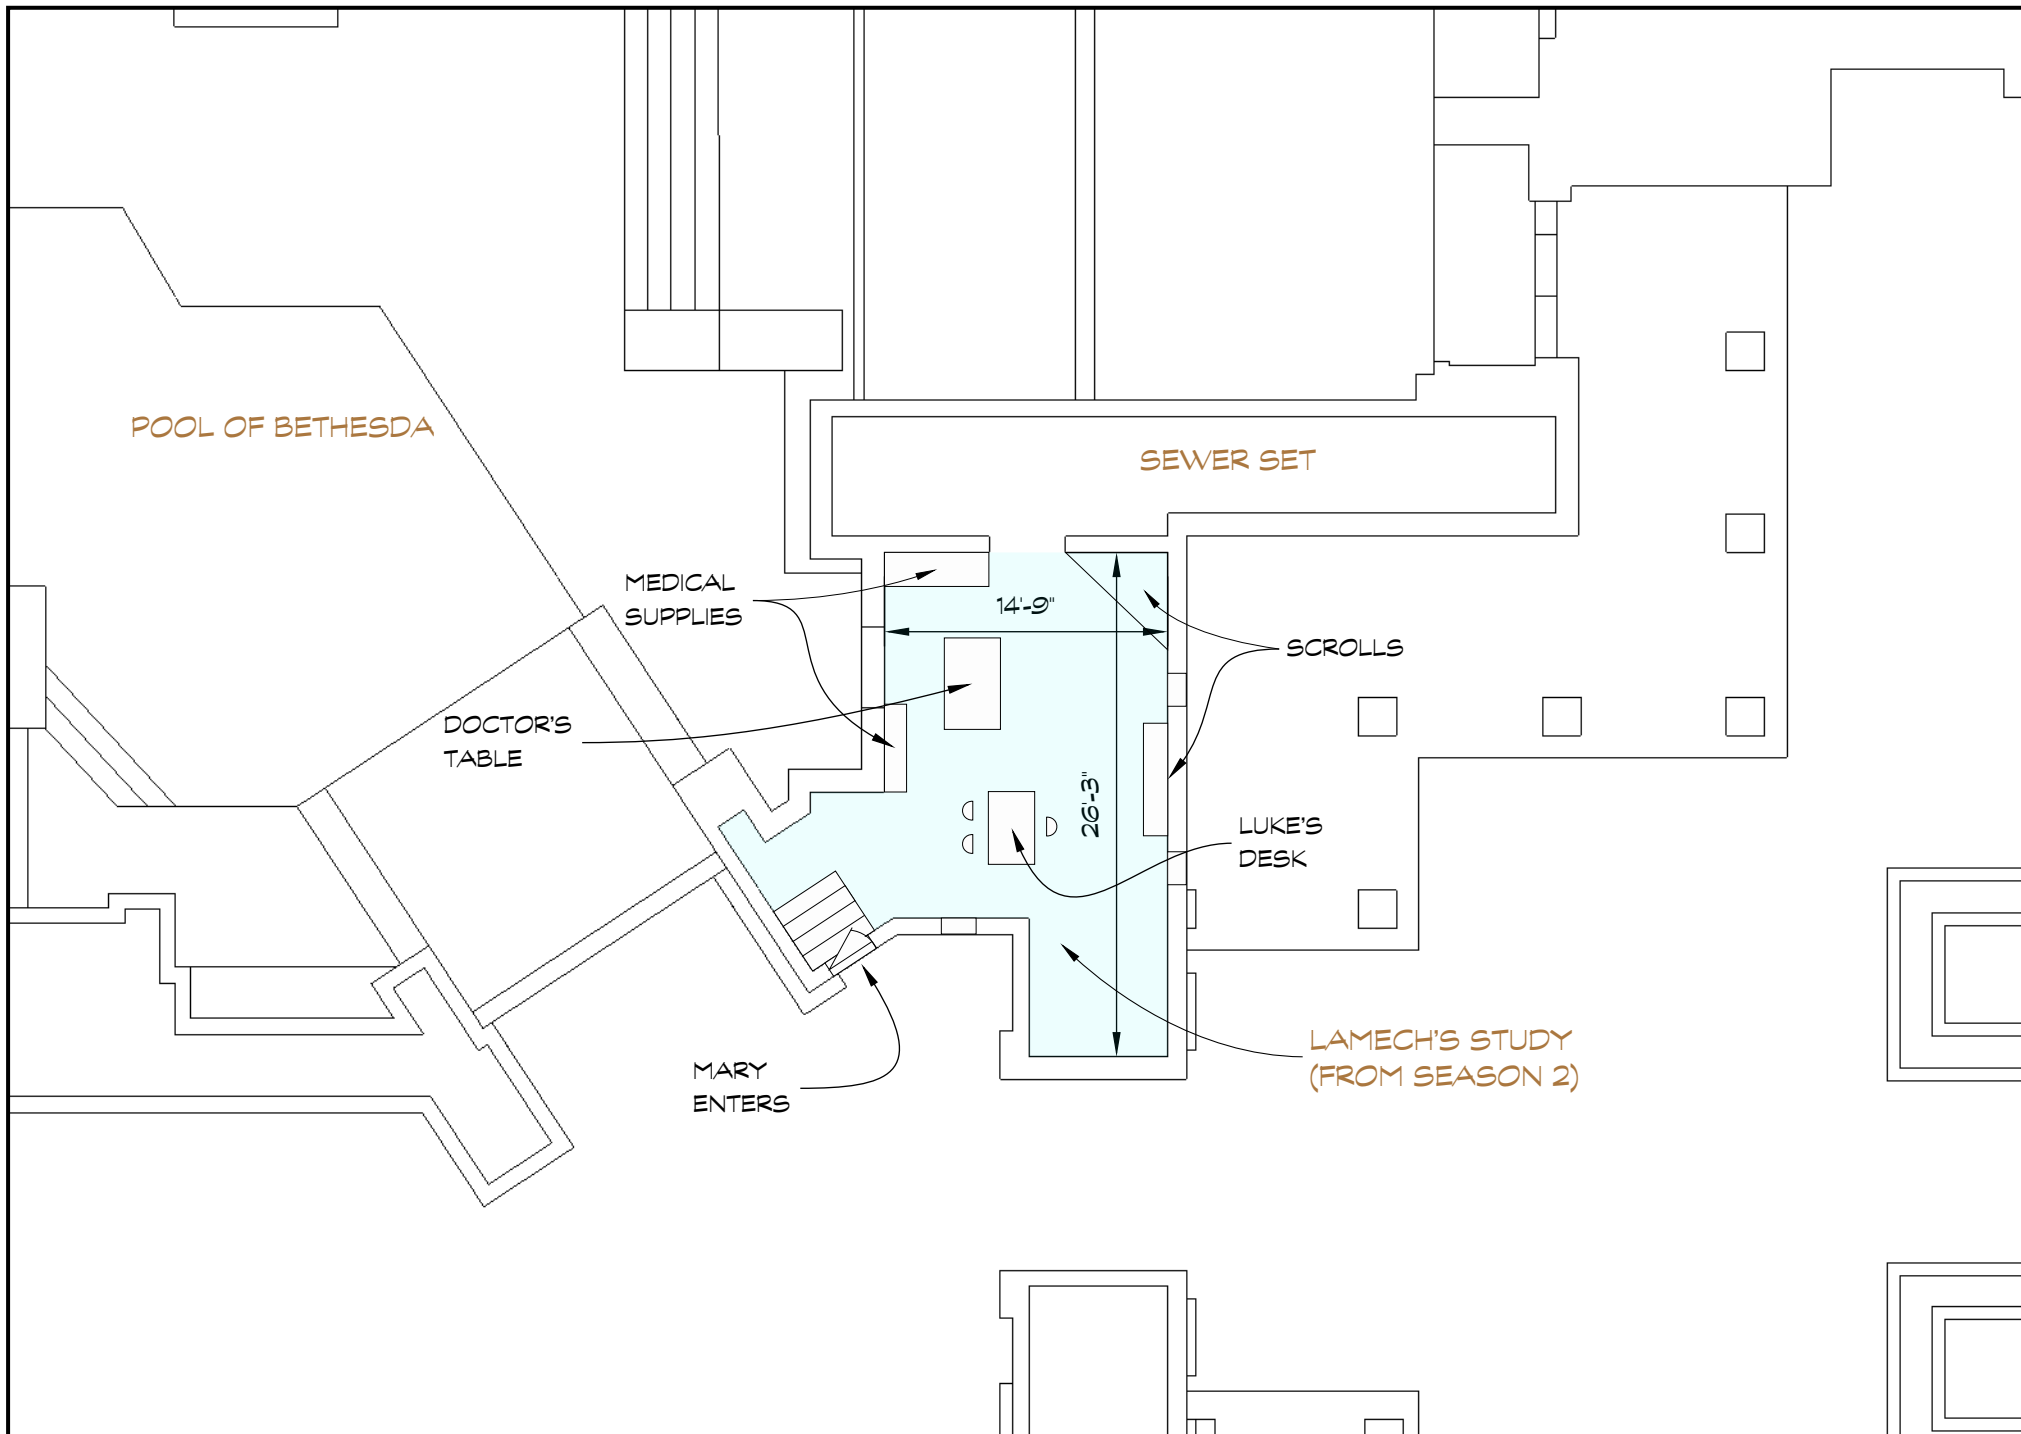 POOL OF BETHESDA
SEWER SET
MEDICAL
SUPPLIES
14'-9"
SCROLLS
DOCTOR'S
TABLE
26'-3"
LUKE'S
DESK
LAMECH'S STUDY
(FROM SEASON 2)
MARY
ENTERS